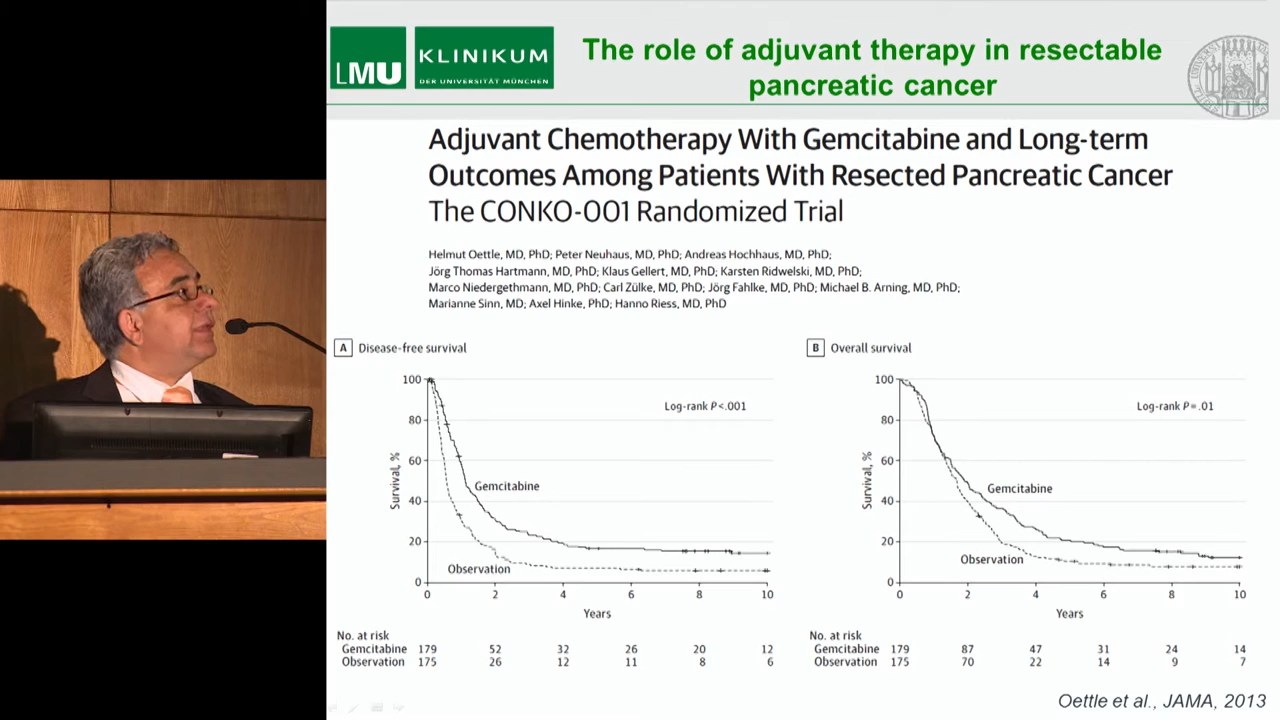 LMU
KLINIKUM
DER UNIVERSITÄT MÜNCHEN
The role of adjuvant therapy in resectable
pancreatic cancer
Adjuvant Chemotherapy With Gemcitabine and Long-term
Outcomes Among Patients With Resected Pancreatic Cancer
The CONKO-001 Randomized Trial
Helmut Oettle, MD, PhD; Peter Neuhaus, MD, PhD; Andreas Hochhaus, MD, PhD;
Jörg Thomas Hartmann, MD, PhD; Klaus Gellert, MD, PhD; Karsten Ridwelski, MD, PhD;
Marco Niedergethmann, MD, PhD; Carl Zülke, MD, PhD; Jörg Fahlke, MD, PhD; Michael B. Arning, MD, PhD;
Marianne Sinn, MD; Axel Hinke, PhD; Hanno Riess, MD, PhD
A Disease-free survival
100
80
60
40
20
0
Survival, %
Log-rank P<.001
Gemcitabine
Observation
0 2 4 6 8 10
Years
No. at risk
Gemcitabine 179 52 32 26 20 12
Observation 175 26 12 11 8 6
B Overall survival
100
80
60
40
20
0
Survival, %
Log-rank P=.01
Gemcitabine
Observation
0 2 4 6 8 10
Years
No. at risk
Gemcitabine 179 87 47 31 24 14
Observation 175 70 22 14 9 7
Oettle et al., JAMA, 2013